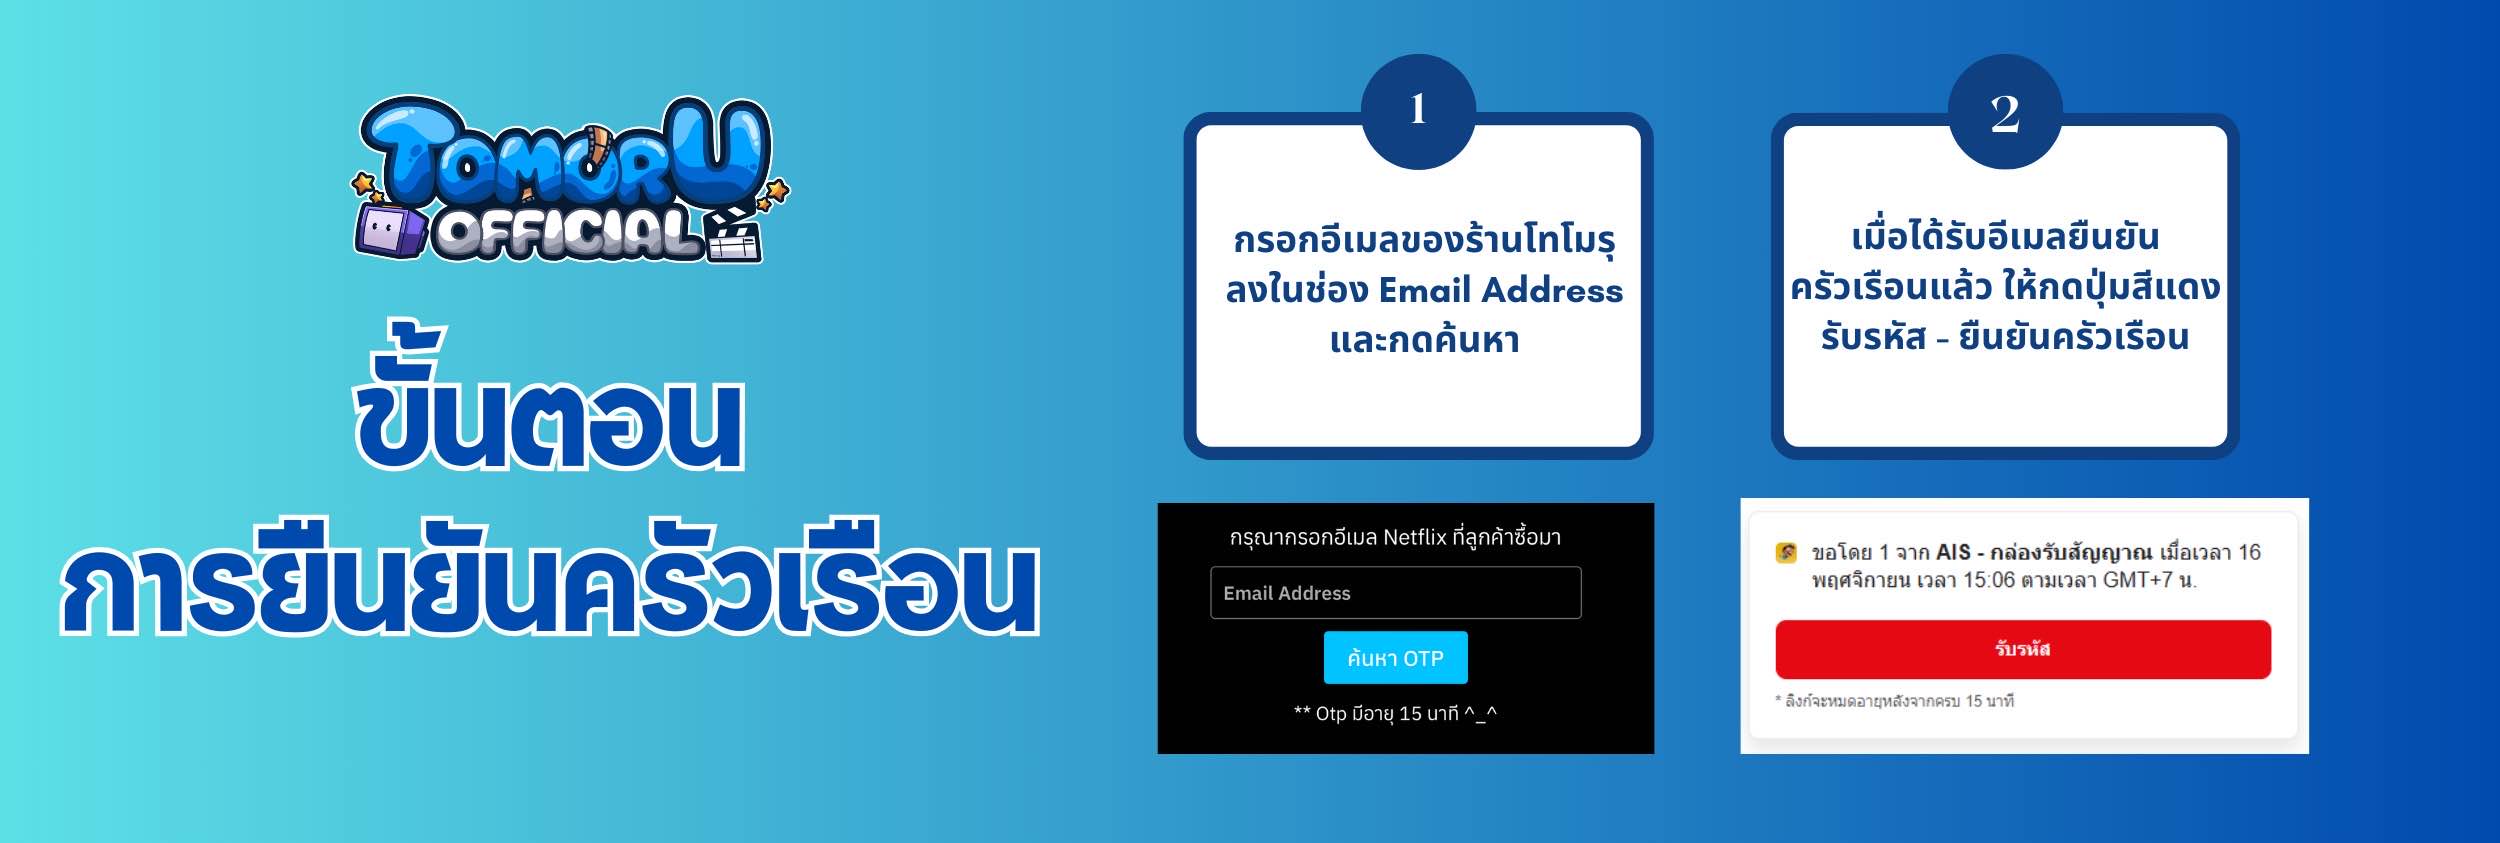 TOMORU
OFFICIAL
ขั้นตอน
การยืนยันครัวเรือน
1
กรอกอีเมลของร้านโทโมรุ
ลงในช่อง Email Address
และกดค้นหา
กรุณากรอกอีเมล Netflix ที่ลูกค้าซื้อมา
Email Address
ค้นหา OTP
** Otp มีอายุ 15 นาที ^_^
2
เมื่อได้รับอีเมลยืนยัน
ครัวเรือนแล้ว ให้กดปุ่มสีแดง
รับรหัส - ยืนยันครัวเรือน
ขอโดย 1 จาก AIS - กล่องรับสัญญาณ เมื่อเวลา 16
พฤศจิกายน เวลา 15:06 ตามเวลา GMT+7 น.
รับรหัส
* ลิงก์จะหมดอายุหลังจากครบ 15 นาที